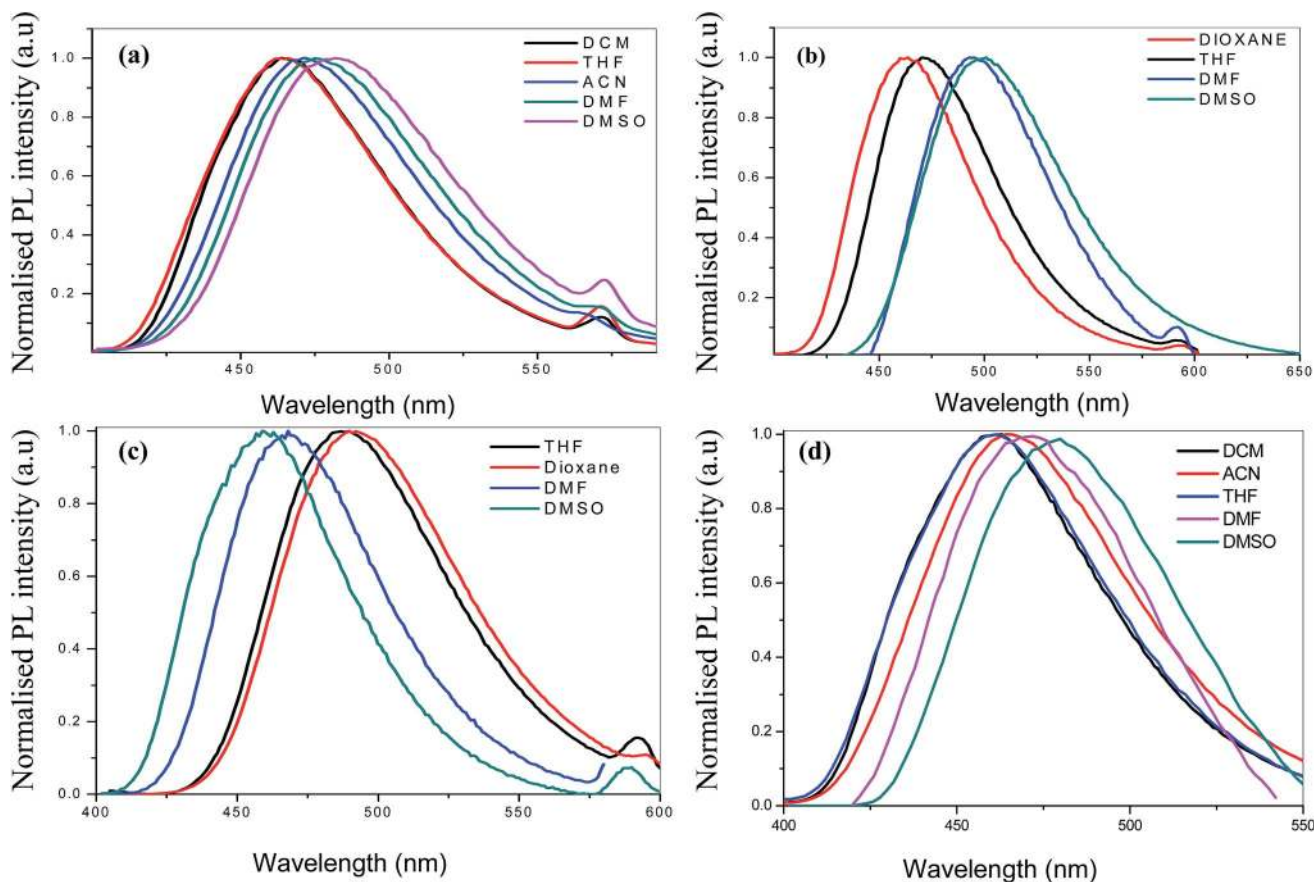 Normalised PL intensity (a.u)
(a)
DCM
THF
ACN
DMF
DMSO
1.0
0.8
0.6
0.4
0.2
450
500
550
Wavelength (nm)
Normalised PL intensity (a.u)
(b)
DIOXANE
THF
DMF
DMSO
1.0
0.8
0.6
0.4
0.2
450
500
550
600
650
Wavelength (nm)
Normalised PL intensity (a.u)
(c)
THF
Dioxane
DMF
DMSO
1.0
0.8
0.6
0.4
0.2
0.0
400
450
500
550
600
Wavelength (nm)
Normalised PL intensity (a.u)
(d)
DCM
ACN
THF
DMF
DMSO
1.0
0.8
0.6
0.4
0.2
0.0
400
450
500
550
Wavelength (nm)